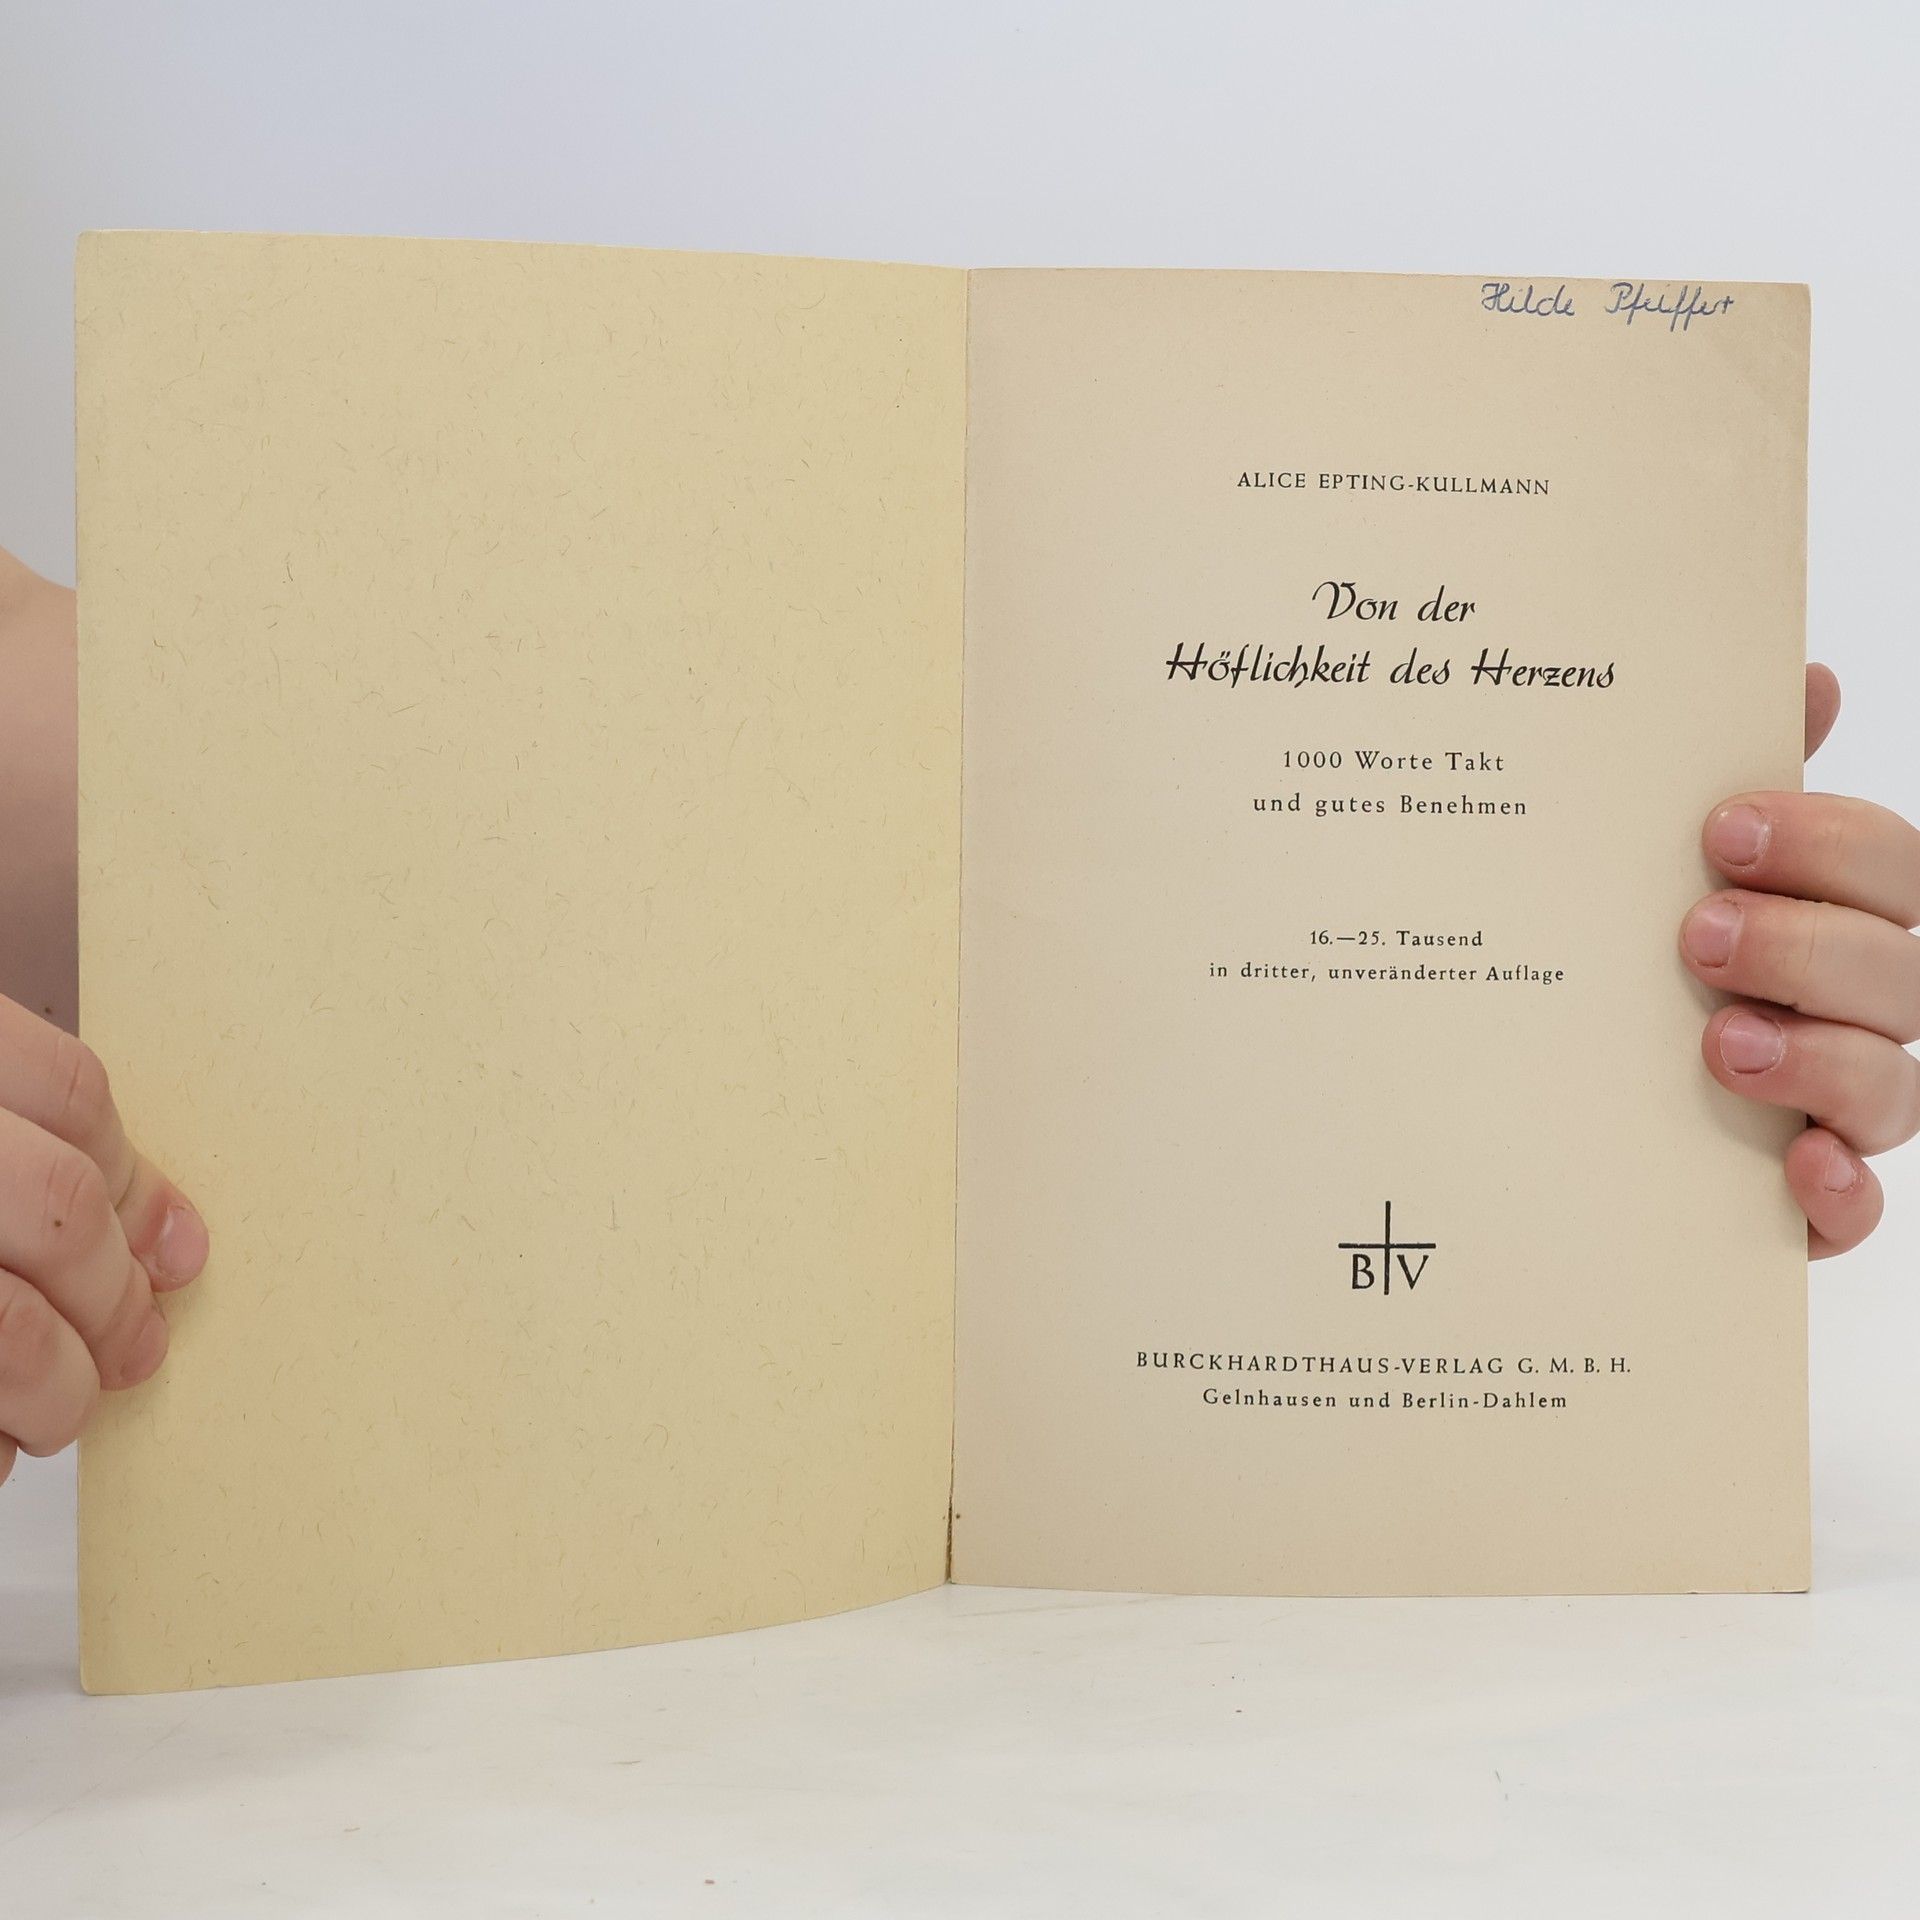 Hilde Pfeiffer
ALICE EPTING-KULLMANN
Von der
Höflichkeit des Herzens
1000 Worte Takt
und gutes Benehmen
16.—25. Tausend
in dritter, unveränderter Auflage
B V
BURCKHARDTHAUS-VERLAG G. M. B. H.
Gelnhausen und Berlin-Dahlem